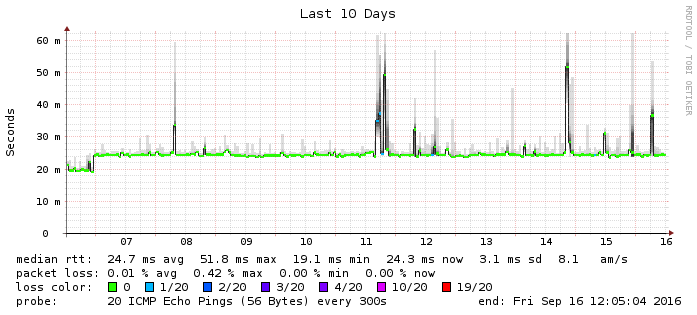 Last 10 Days
RRDTOOL / TOBI OETIKER
Seconds
60 m
50 m
40 m
30 m
20 m
10 m
0
07 08 09 10 11 12 13 14 15 16
median rtt: 24.7 ms avg 51.8 ms max 19.1 ms min 24.3 ms now 3.1 ms sd 8.1 am/s
packet loss: 0.01 % avg 0.42 % max 0.00 % min 0.00 % now
loss color: 0 1/20 2/20 3/20 4/20 10/20 19/20
probe: 20 ICMP Echo Pings (56 Bytes) every 300s end: Fri Sep 16 12:05:04 2016